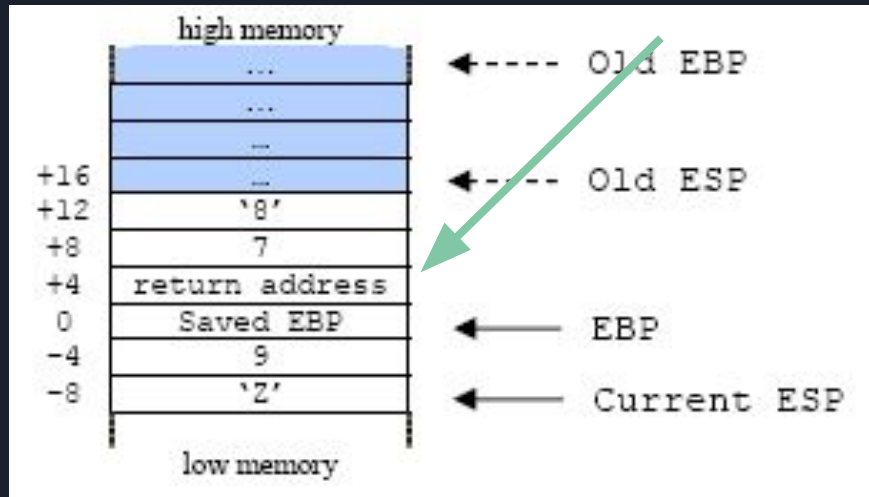 high memory
... Old EBP
...
...
+16 ... Old ESP
+12 '8'
+8 7
+4 return address
0 Saved EBP EBP
-4 9
-8 'Z' Current ESP
low memory